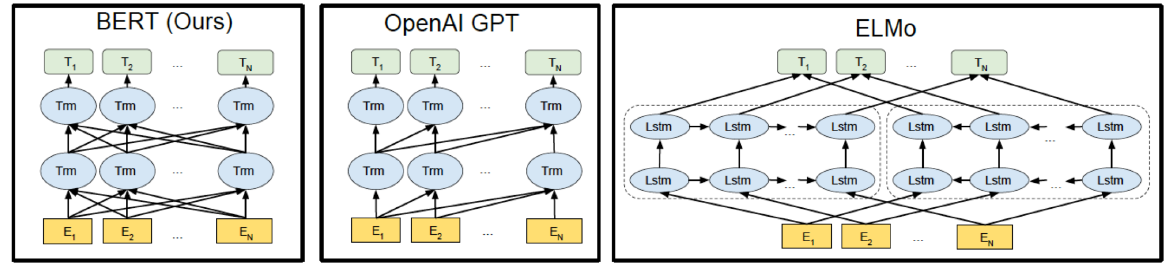 BERT (Ours)
T1 T2 ... TN
Trm Trm ... Trm
Trm Trm ... Trm
E1 E2 ... EN
OpenAI GPT
T1 T2 ... TN
Trm Trm ... Trm
Trm Trm ... Trm
E1 E2 ... EN
ELMo
T1 T2 ... TN
Lstm Lstm ... Lstm Lstm Lstm ... Lstm
Lstm Lstm ... Lstm Lstm Lstm ... Lstm
E1 E2 ... EN